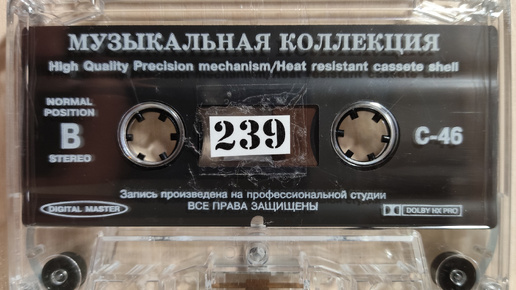 МУЗЫКАЛЬНАЯ КОЛЛЕКЦИЯ
High Quality Precision mechanism/Heat resistant cassete shell
NORMAL
POSITION
B
STEREO
239
C-46
Запись произведена на профессиональной студии
ВСЕ ПРАВА ЗАЩИЩЕНЫ
DIGITAL MASTER
DOLBY HX PRO